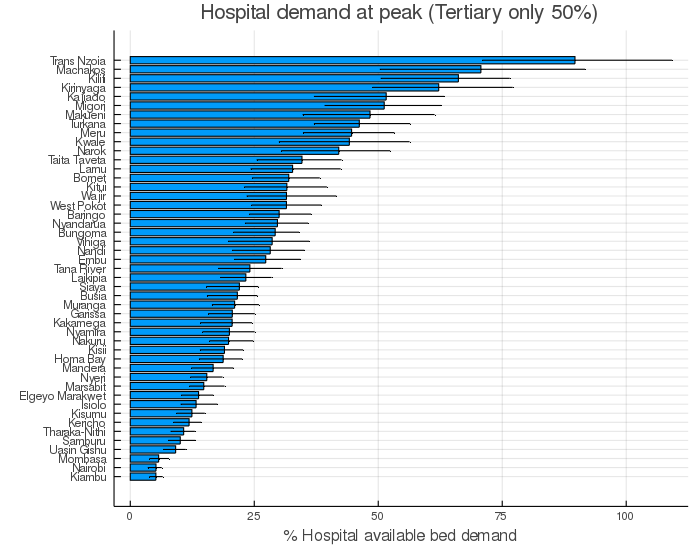 Hospital demand at peak (Tertiary only 50%)
Trans Nzoia
Machakos
Kilifi
Kirinyaga
Kajiado
Migori
Makueni
Turkana
Meru
Kwale
Narok
Taita Taveta
Lamu
Bomet
Kitui
Wajir
West Pokot
Baringo
Nyandarua
Bungoma
Vihiga
Nandi
Embu
Tana River
Laikipia
Siaya
Busia
Muranga
Garissa
Kakamega
Nyamira
Nakuru
Kisii
Homa Bay
Mandera
Nyeri
Marsabit
Elgeyo Marakwet
Isiolo
Kisumu
Kericho
Tharaka-Nithi
Samburu
Uasin Gishu
Mombasa
Nairobi
Kiambu
0 25 50 75 100
% Hospital available bed demand